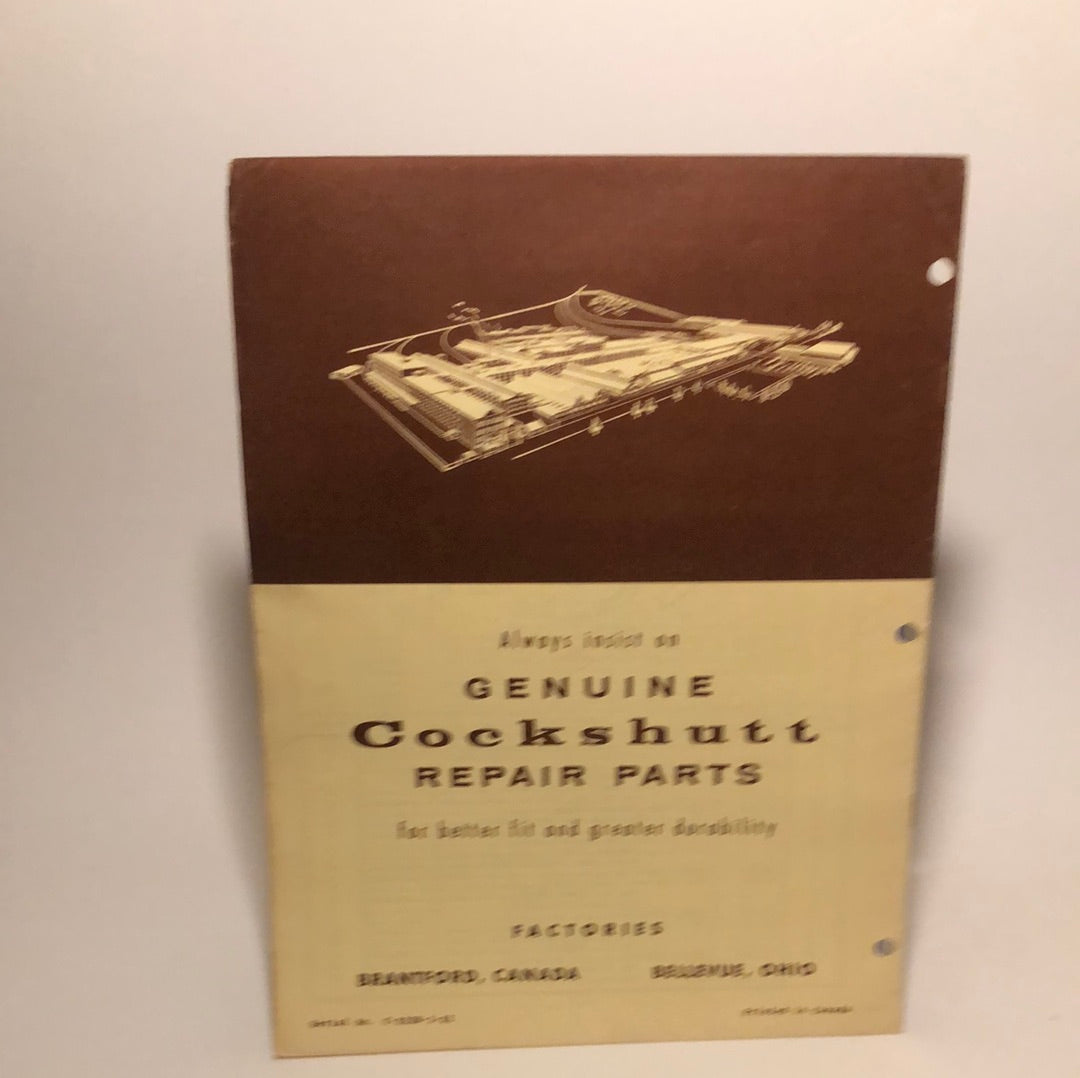 Always insist on
GENUINE
Cockshutt
REPAIR PARTS
for better fit and greater durability
FACTORIES
BRANTFORD, CANADA BELLEVUE, OHIO